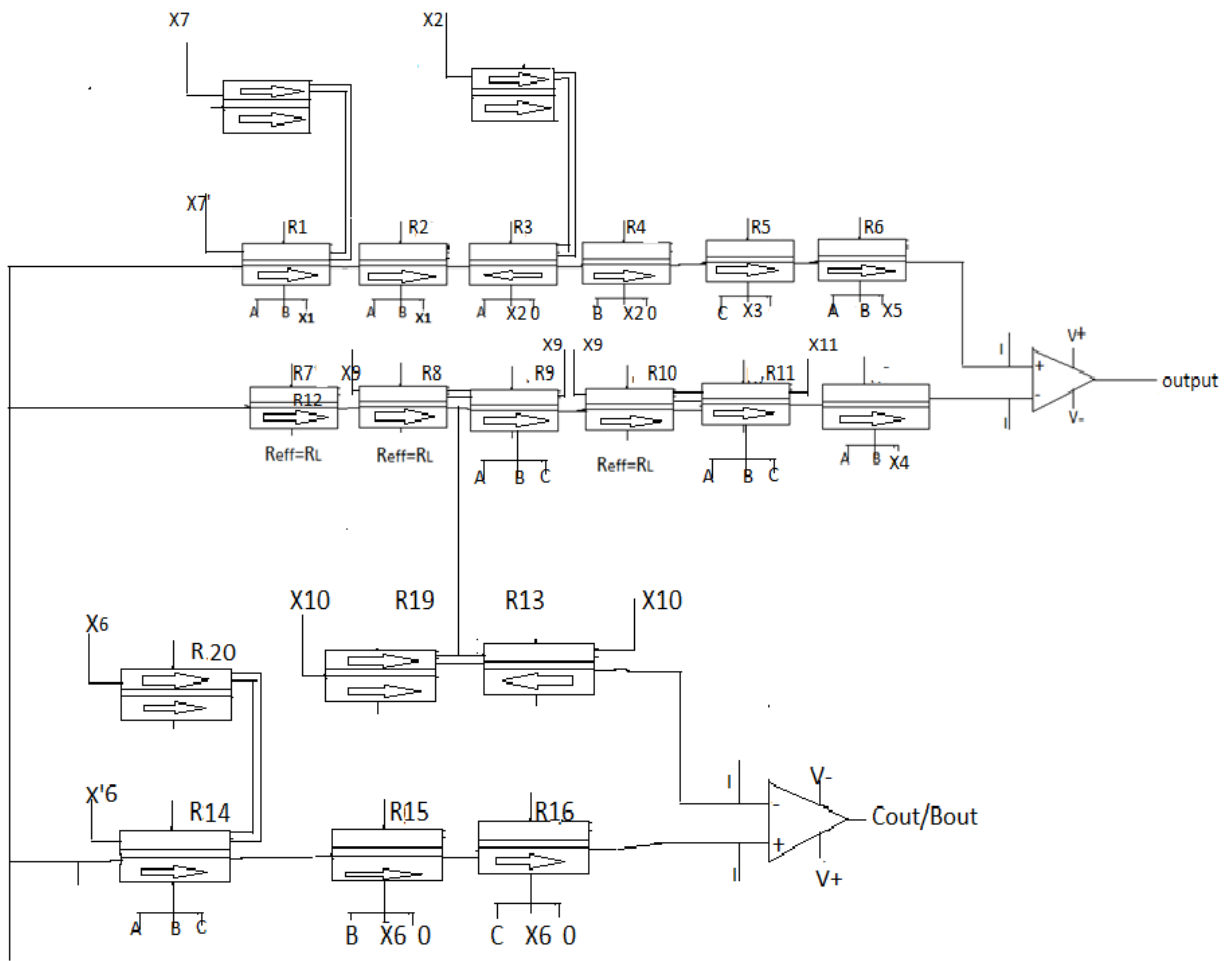 X7 X2
X7' R1 R2 R3 R4 R5 R6
A B X1 A B X1 A X2 0 B X2 0 C X3 A B X5
X9 X9 X11 I V+
R7 X9 R8 R9 R10 R11 +
R12 - output
V-
I
Reff=RL Reff=RL Reff=RL A B X4
A B C A B C
X10 R19 R13 X10
X6 R.20
I V-
X'6 R14 R15 R16 - Cout/Bout
+
I V+
A B C B X6 0 C X6 0